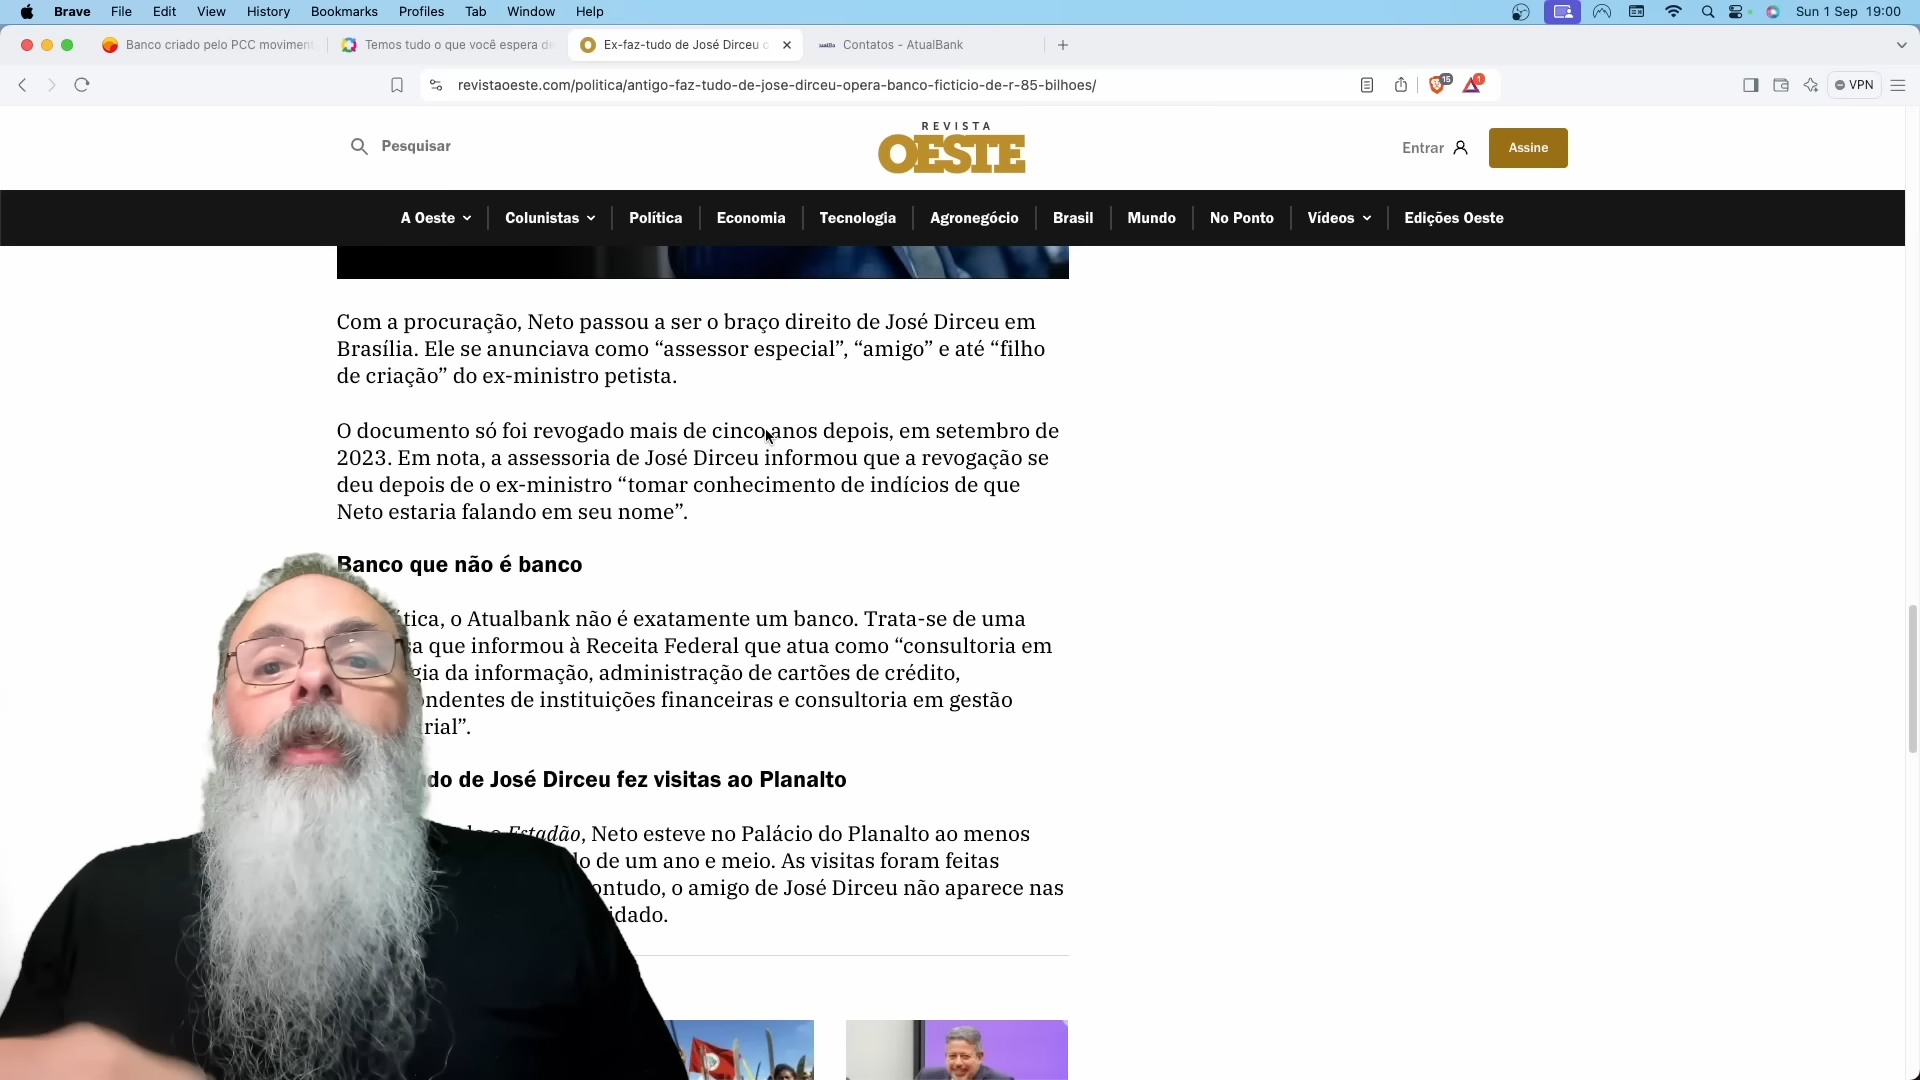 Brave File Edit View History Bookmarks Profiles Tab Window Help Sun 1 Sep 19:00
Banco criado pelo PCC movimen Temos tudo o que você espera de Ex-faz-tudo de José Dirceu o Contatos - AtualBank
revistaoeste.com/politica/antigo-faz-tudo-de-jose-dirceu-opera-banco-ficticio-de-r-85-bilhoes/ 15 1 VPN
Pesquisar REVISTA OESTE Entrar Assine
A Oeste Colunistas Política Economia Tecnologia Agronegócio Brasil Mundo No Ponto Vídeos Edições Oeste
Com a procuração, Neto passou a ser o braço direito de José Dirceu em
Brasília. Ele se anunciava como “assessor especial”, “amigo” e até “filho
de criação” do ex-ministro petista.
O documento só foi revogado mais de cinco anos depois, em setembro de
2023. Em nota, a assessoria de José Dirceu informou que a revogação se
deu depois de o ex-ministro “tomar conhecimento de indícios de que
Neto estaria falando em seu nome”.
Banco que não é banco
tica, o Atualbank não é exatamente um banco. Trata-se de uma
sa que informou à Receita Federal que atua como “consultoria em
gia da informação, administração de cartões de crédito,
ondentes de instituições financeiras e consultoria em gestão
rial”.
do de José Dirceu fez visitas ao Planalto
o Estadão, Neto esteve no Palácio do Planalto ao menos
lo de um ano e meio. As visitas foram feitas
ontudo, o amigo de José Dirceu não aparece nas
idado.